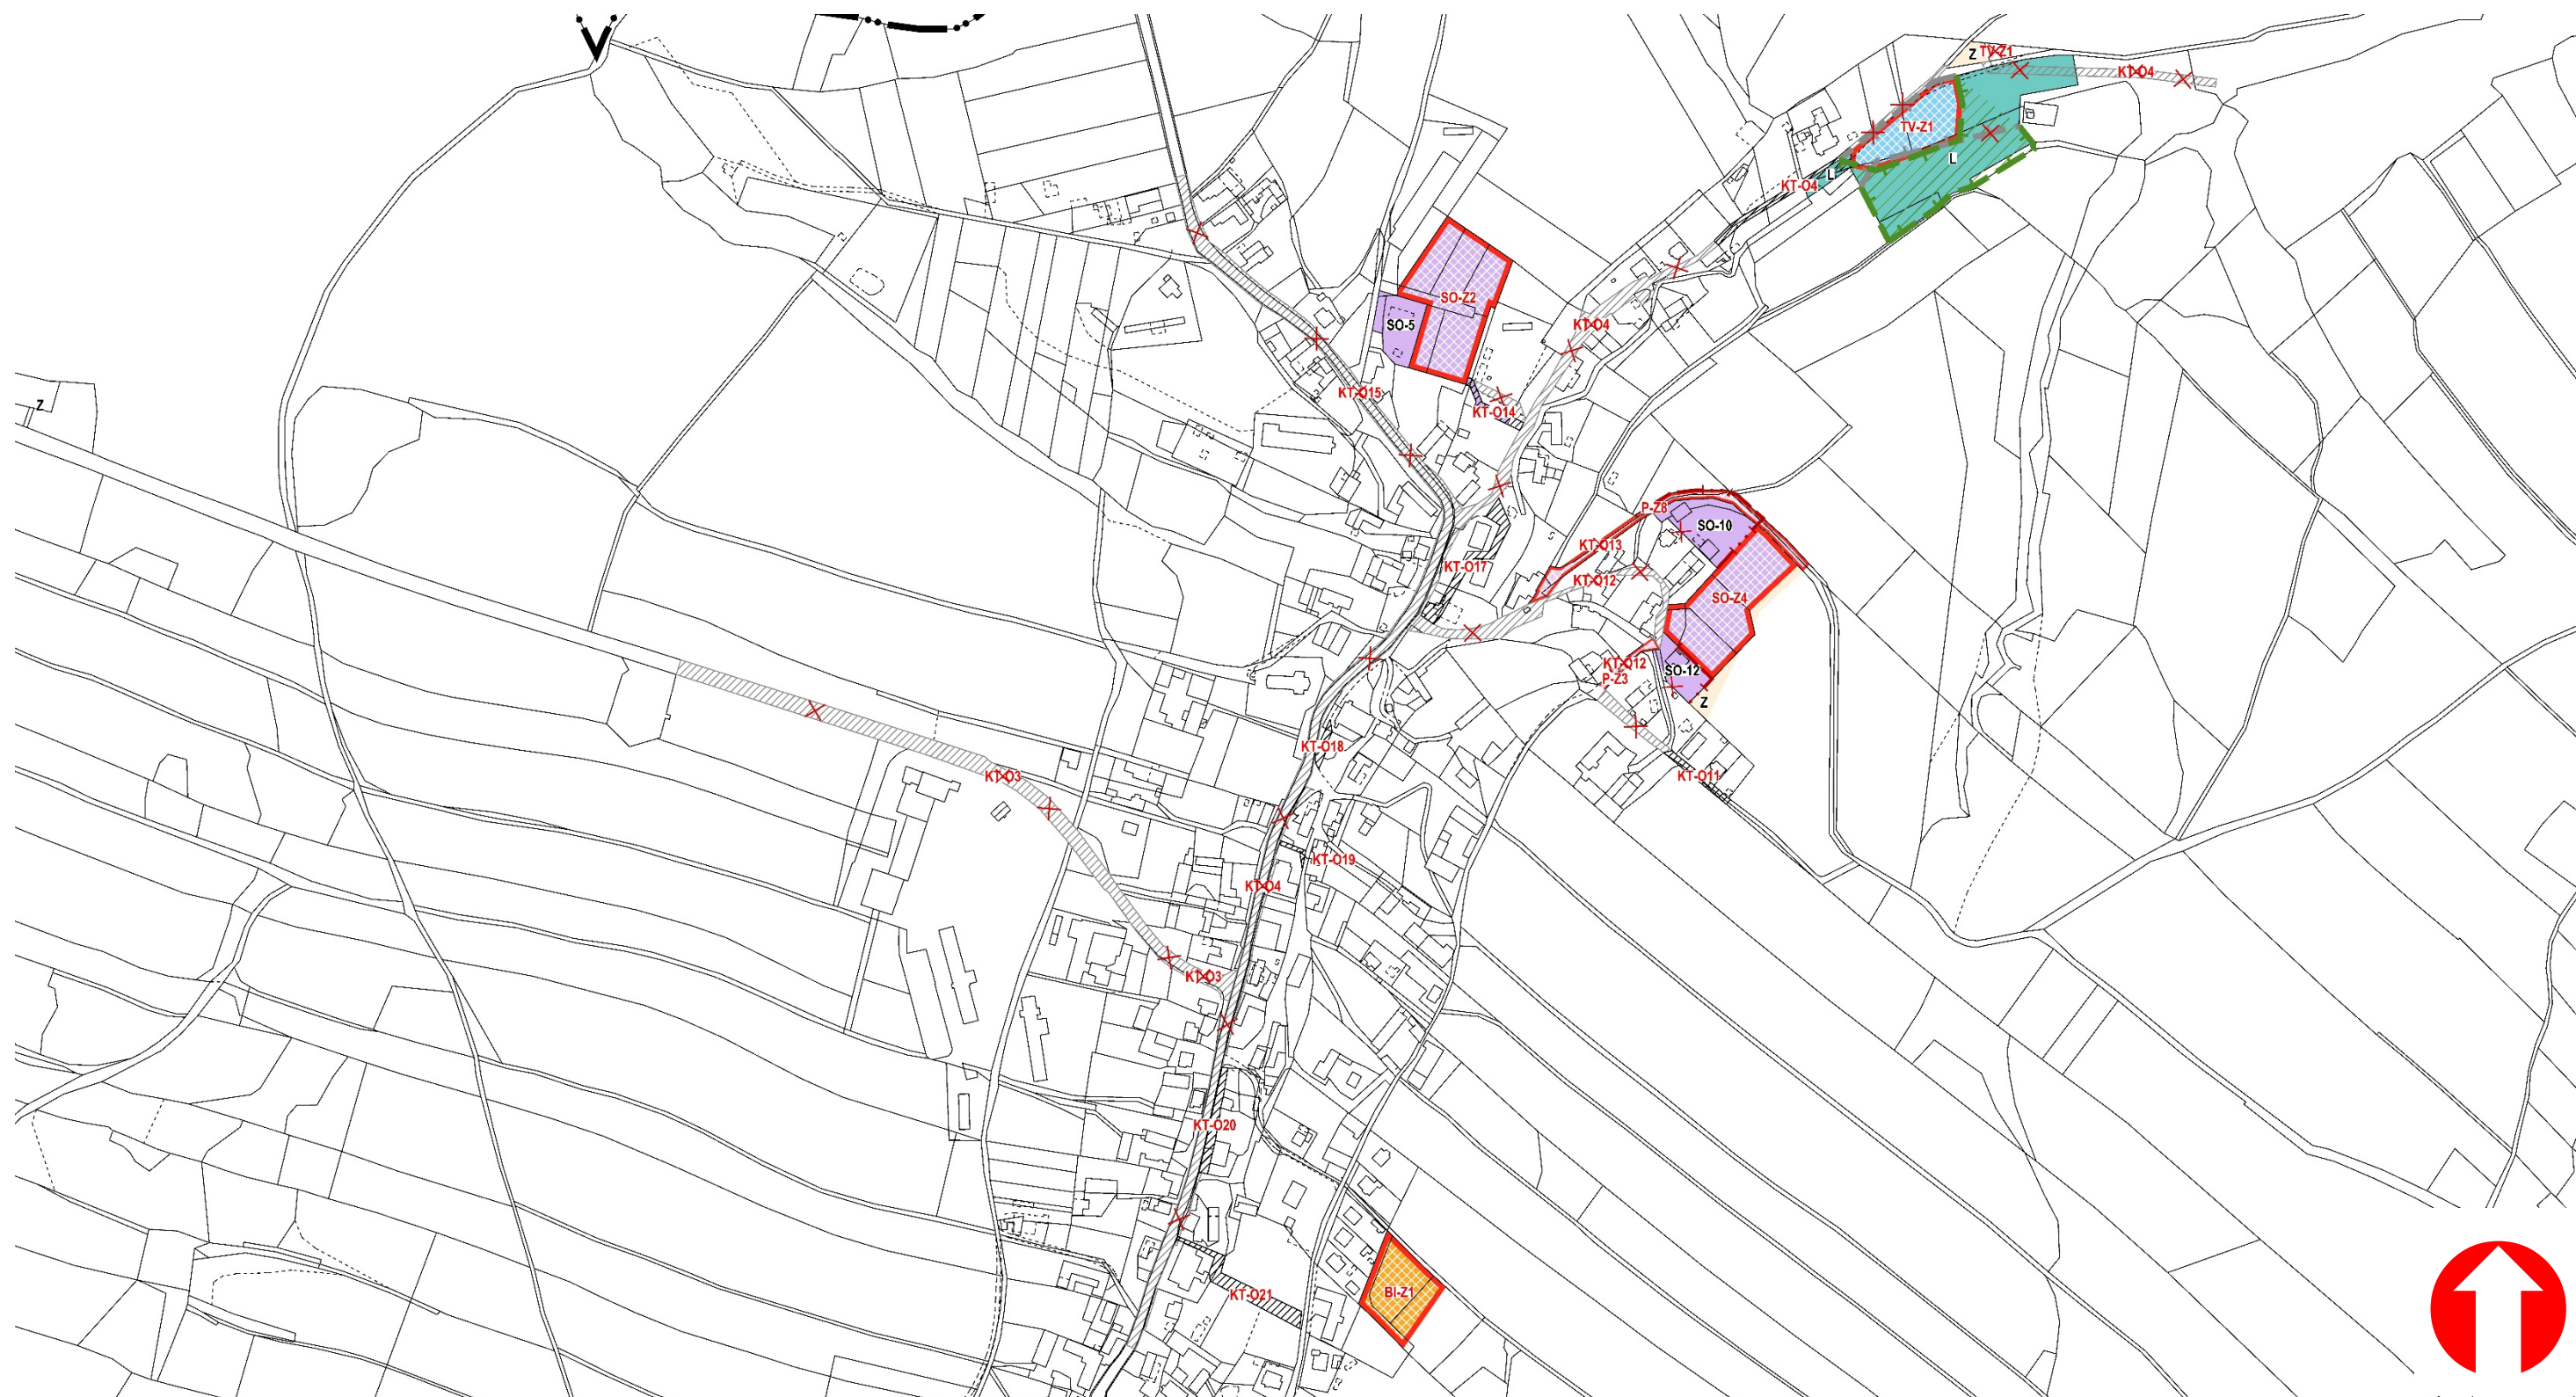 Z
TV-Z1
KT-O4
TV-Z1
L
L
KT-O4
SO-Z2
SO-5
KT-O4
KT-O15
Z
KT-O14
P-Z8
SO-10
KT-O13
KT-O17
KT-O12
SO-Z4
KT-O12
SO-12
P-Z3
Z
KT-O18
KT-O3
KT-O11
KT-O19
KT-O4
KT-O3
KT-O20
BI-Z1
KT-O21